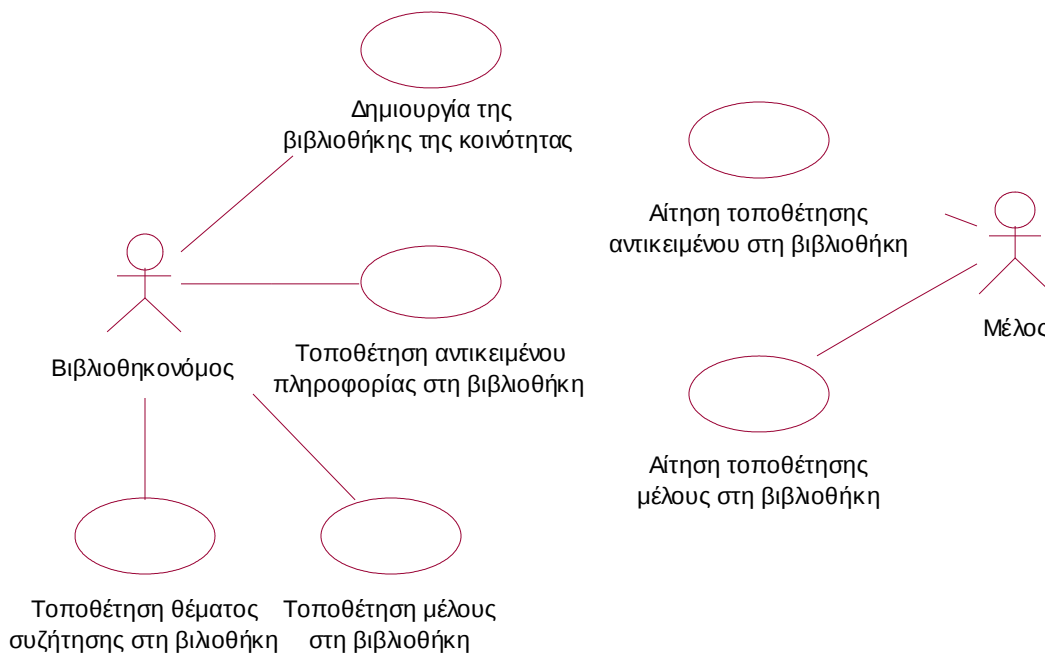 Δημιουργία της
βιβλιοθήκης της κοινότητας
Αίτηση τοποθέτησης
αντικειμένου στη βιβλιοθήκη
Μέλος
Βιβλιοθηκονόμος
Τοποθέτηση αντικειμένου
πληροφορίας στη βιβλιοθήκη
Αίτηση τοποθέτησης
μέλους στη βιβλιοθήκη
Τοποθέτηση θέματος
συζήτησης στη βιλιοθήκη
Τοποθέτηση μέλους
στη βιβλιοθήκη